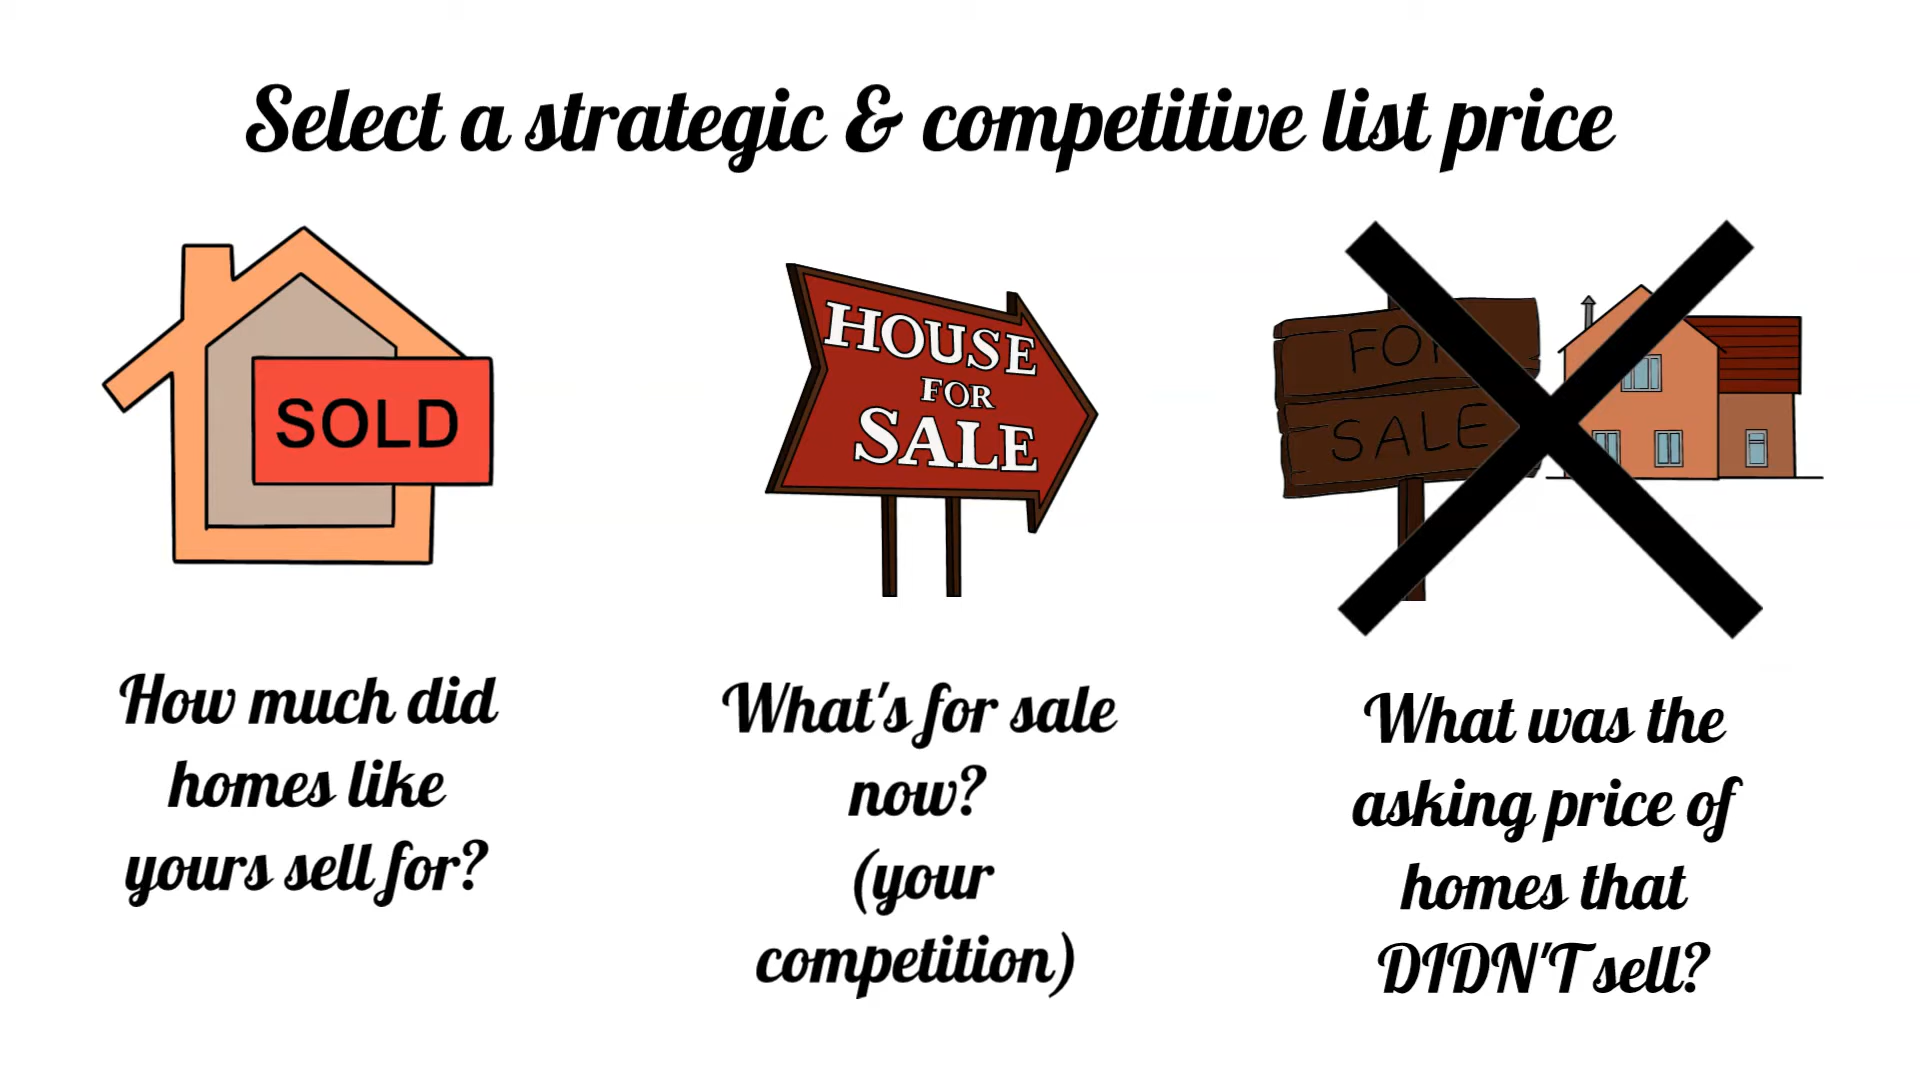 Select a strategic & competitive list price
SOLD
HOUSE
FOR
SALE
FOR
SALE
How much did
homes like
yours sell for?
What's for sale
now?
(your
competition)
What was the
asking price of
homes that
DIDN'T sell?